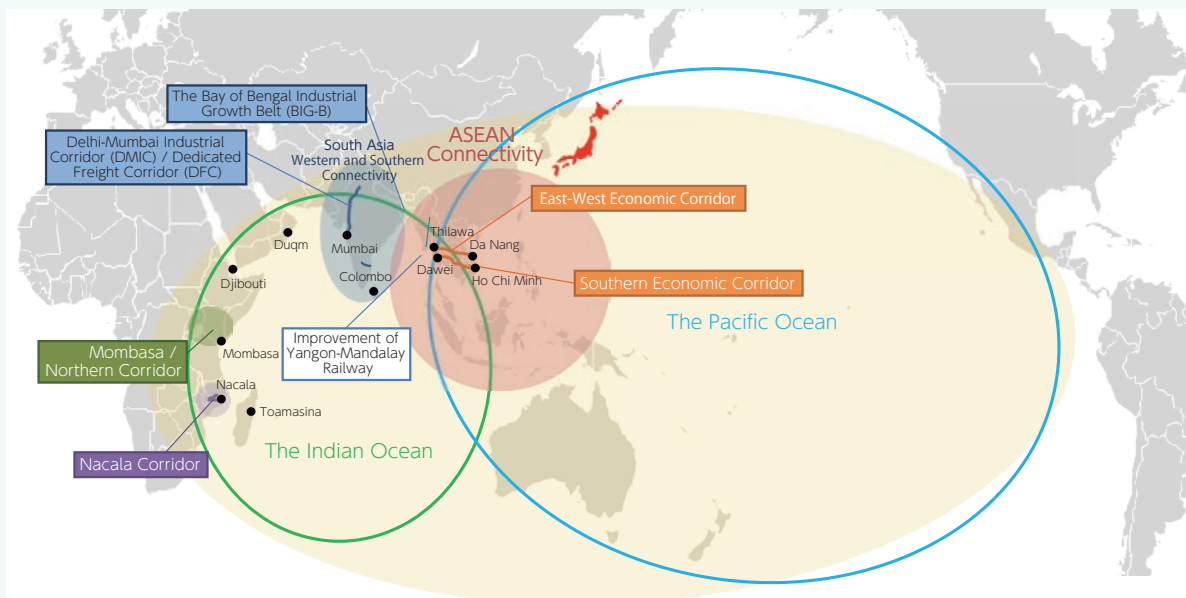 The Bay of Bengal Industrial
Growth Belt (BIG-B)
Delhi-Mumbai Industrial
Corridor (DMIC) / Dedicated
Freight Corridor (DFC)
South Asia
Western and Southern
Connectivity
ASEAN
Connectivity
East-West Economic Corridor
Thilawa
Da Nang
Dawei
Ho Chi Minh
Southern Economic Corridor
Duqm
Mumbai
Djibouti
Colombo
The Pacific Ocean
Improvement of
Yangon-Mandalay
Railway
Mombasa /
Northern Corridor
Mombasa
Nacala
Toamasina
The Indian Ocean
Nacala Corridor